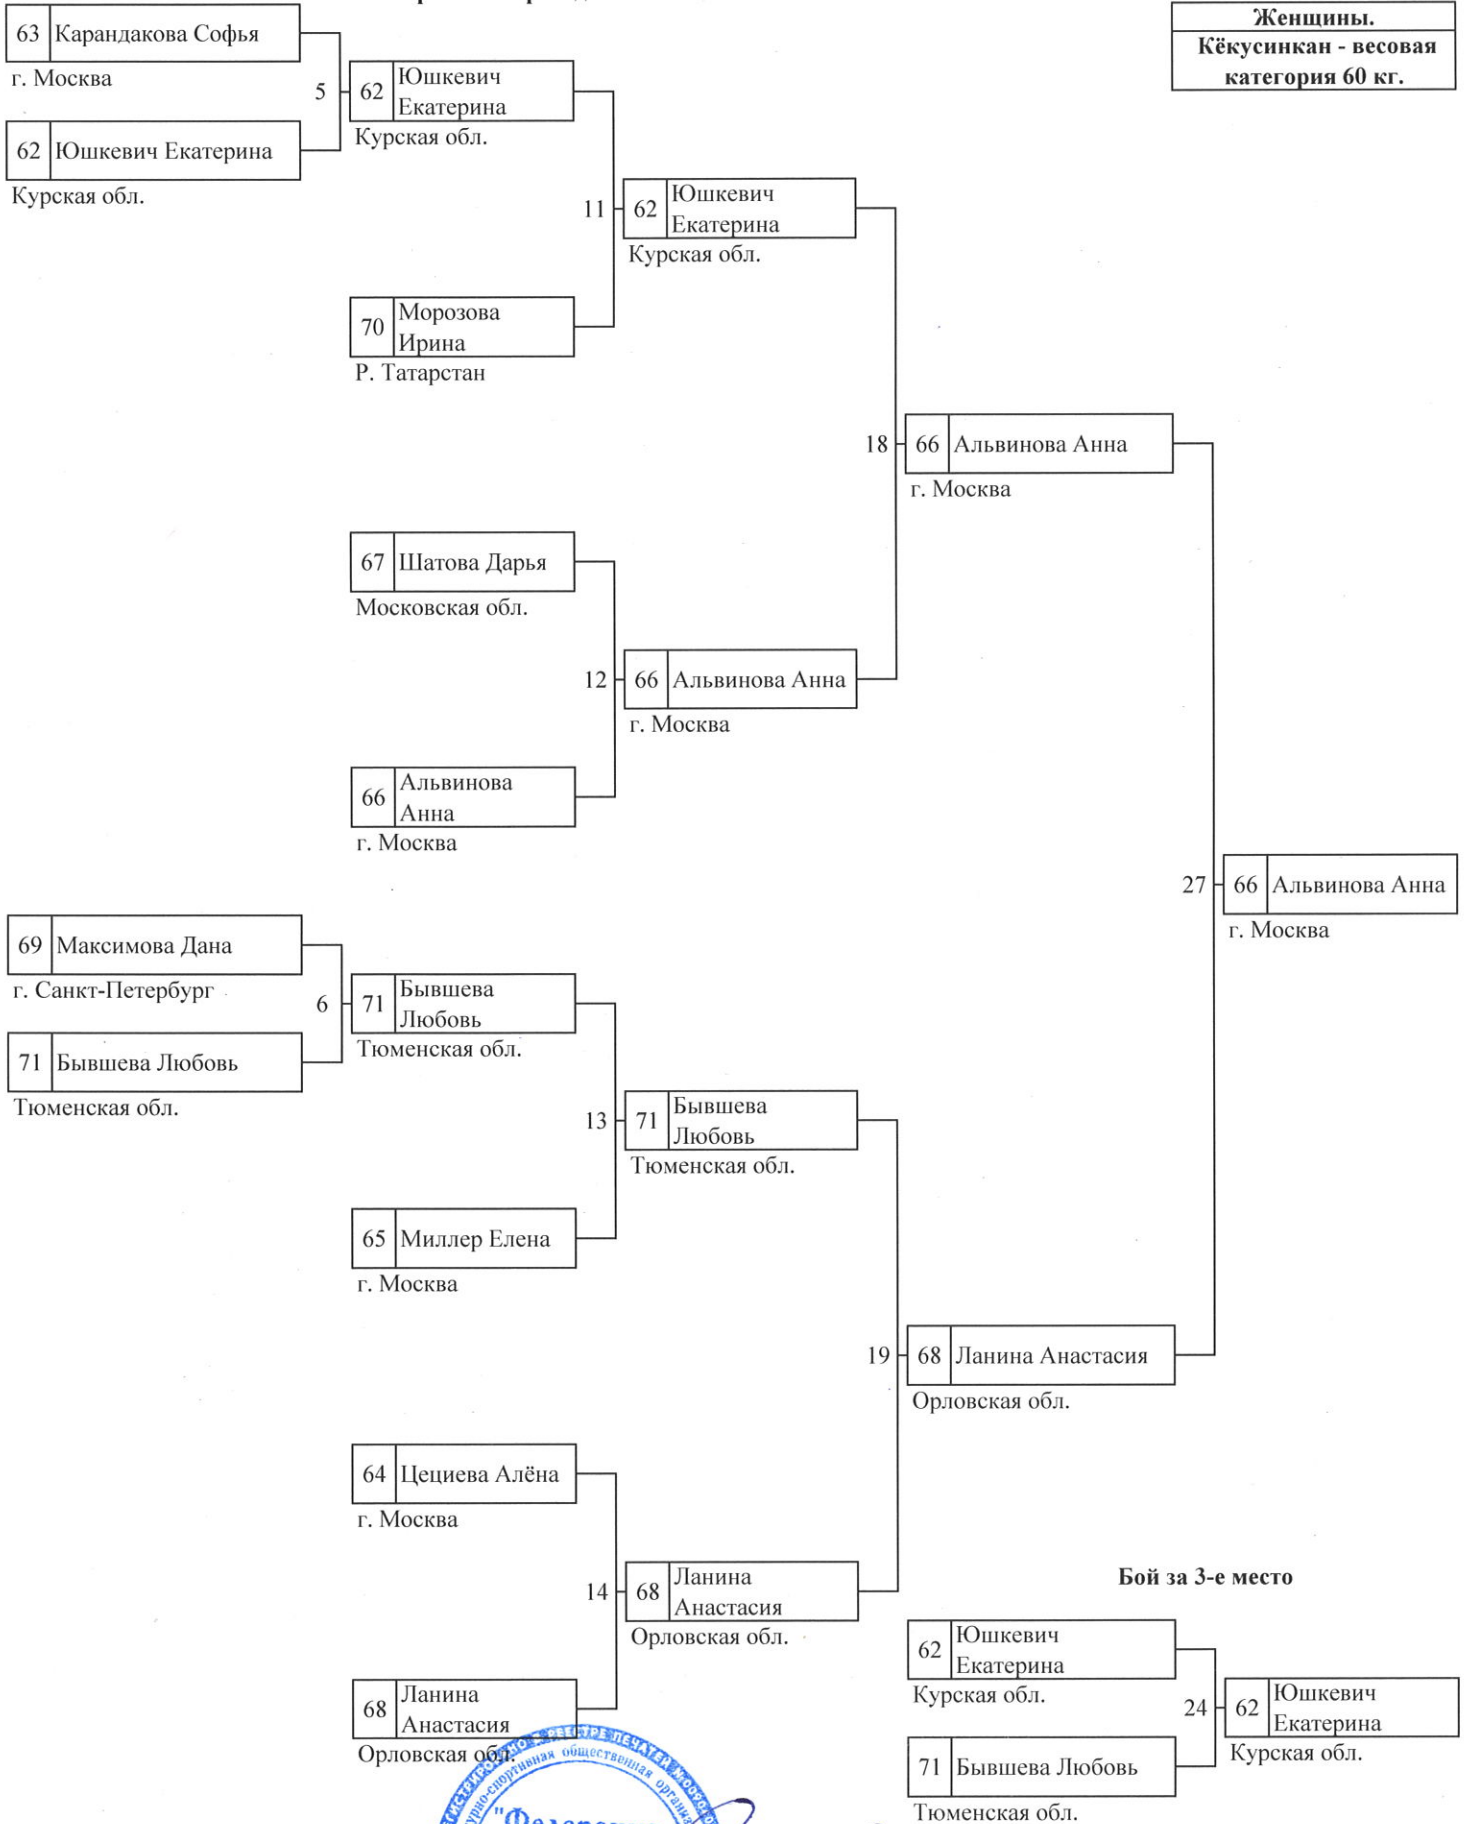 Женщины.
Кёкусинкан - весовая
категория 60 кг.
63 Карандакова Софья
г. Москва
5
62 Юшкевич
Екатерина
Курская обл.
62 Юшкевич Екатерина
Курская обл.
11
62 Юшкевич
Екатерина
Курская обл.
70 Морозова
Ирина
Р. Татарстан
18
66 Альвинова Анна
г. Москва
67 Шатова Дарья
Московская обл.
12
66 Альвинова Анна
г. Москва
66 Альвинова
Анна
г. Москва
27
66 Альвинова Анна
г. Москва
69 Максимова Дана
г. Санкт-Петербург
6
71 Бывшева
Любовь
Тюменская обл.
71 Бывшева Любовь
Тюменская обл.
13
71 Бывшева
Любовь
Тюменская обл.
65 Миллер Елена
г. Москва
19
68 Ланина Анастасия
Орловская обл.
64 Цециева Алёна
г. Москва
14
68 Ланина
Анастасия
Орловская обл.
68 Ланина
Анастасия
Орловская обл.
Бой за 3-е место
62 Юшкевич
Екатерина
Курская обл.
24
62 Юшкевич
Екатерина
Курская обл.
71 Бывшева Любовь
Тюменская обл.
РЕЕСТРЕ ПЕЧАТЕЙ
общественная